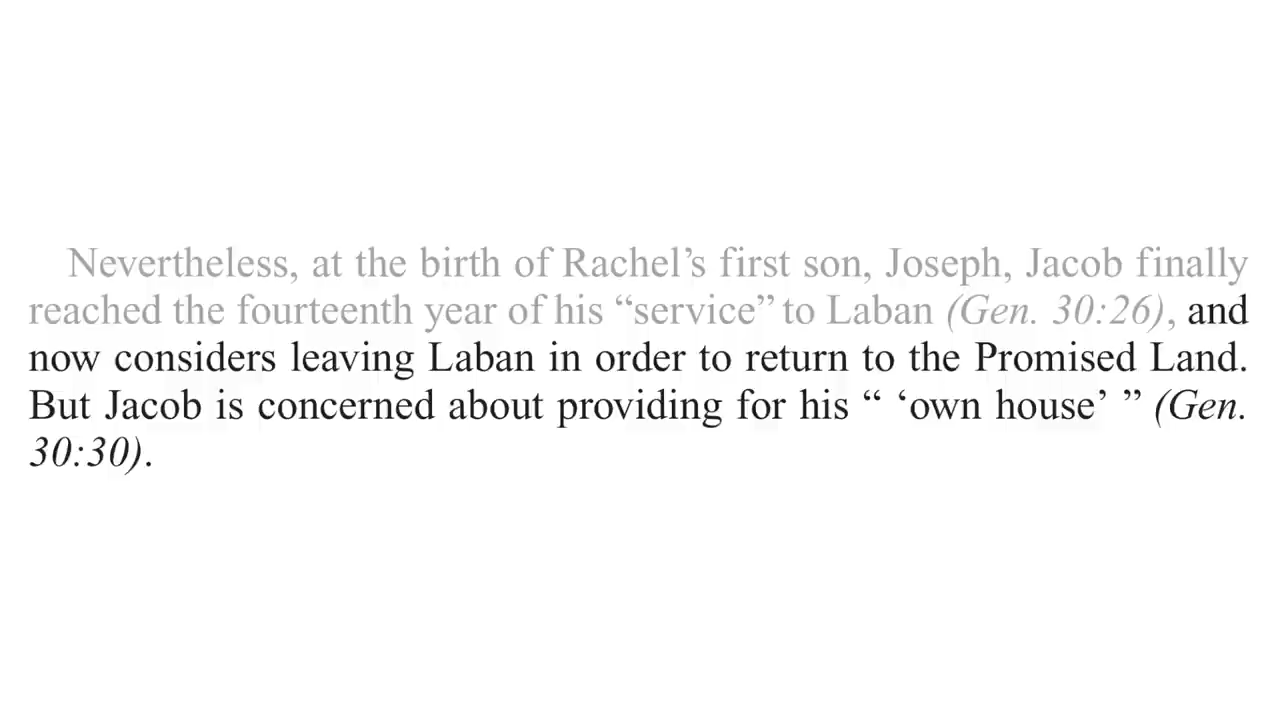 Nevertheless, at the birth of Rachel’s first son, Joseph, Jacob finally
reached the fourteenth year of his “service” to Laban (Gen. 30:26), and
now considers leaving Laban in order to return to the Promised Land.
But Jacob is concerned about providing for his “ ‘own house’ ” (Gen.
30:30).